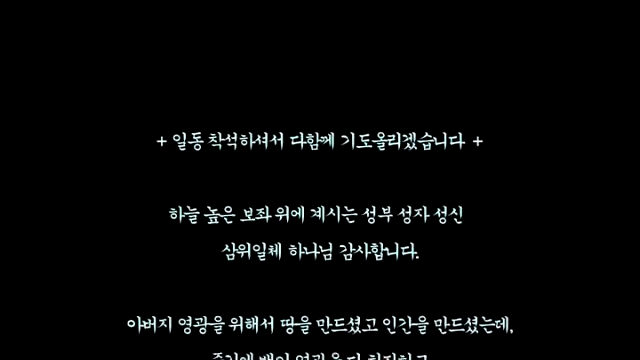 + 일동 착석하셔서 다함께 기도올리겠습니다 +
하늘 높은 보좌 위에 계시는 성부 성자 성신
삼위일체 하나님 감사합니다.
아버지 영광을 위해서 땅을 만드셨고 인간을 만드셨는데,